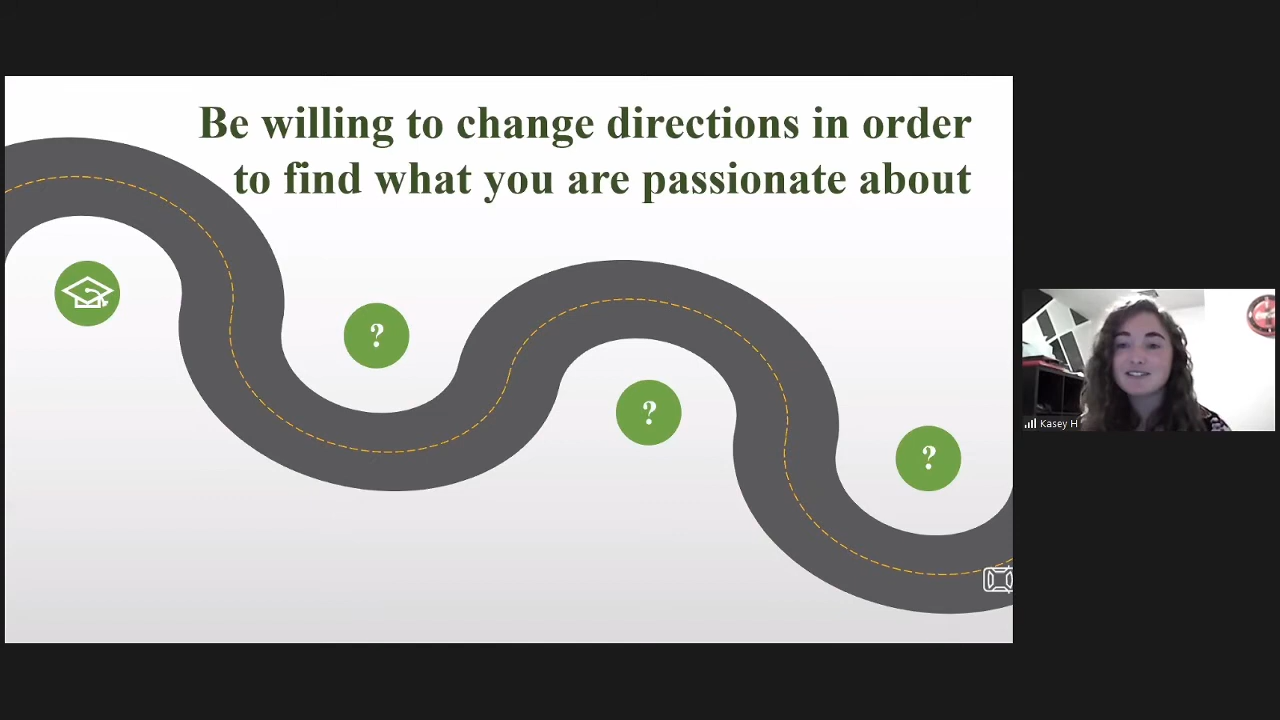 Be willing to change directions in order
to find what you are passionate about
?
?
?
Kasey H